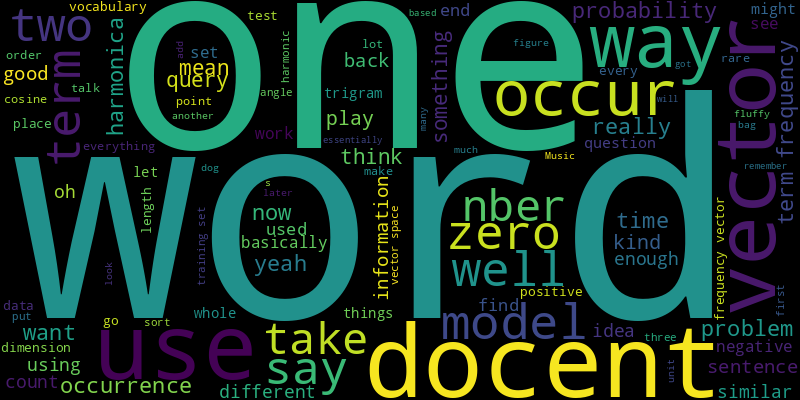 vocabulary
one
test
end
based
probability
might
see
two
order
good
cosine
place
term
talk
everything
harmonica
add
set
mean
query
point
another
angle
harmonic
lot
back
trigram
play
essentially
think
make
many
something
figure
way
every
got
occur
will
really
question
rare
fluffy
bag
vector
remember
term frequency
work
word
oh
let
length
dog
s
later
now
used
basically
yeah
training set
look
much
Music
information
vector space
nber
zero
well
time
kind
enough
positive
find
things
whole
frequency vector
first
data
put
want
dimension
using
count
go
sort
use
occurrence
take
say
different
model
docent
idea
three
unit
problem
negative
sentence
similar